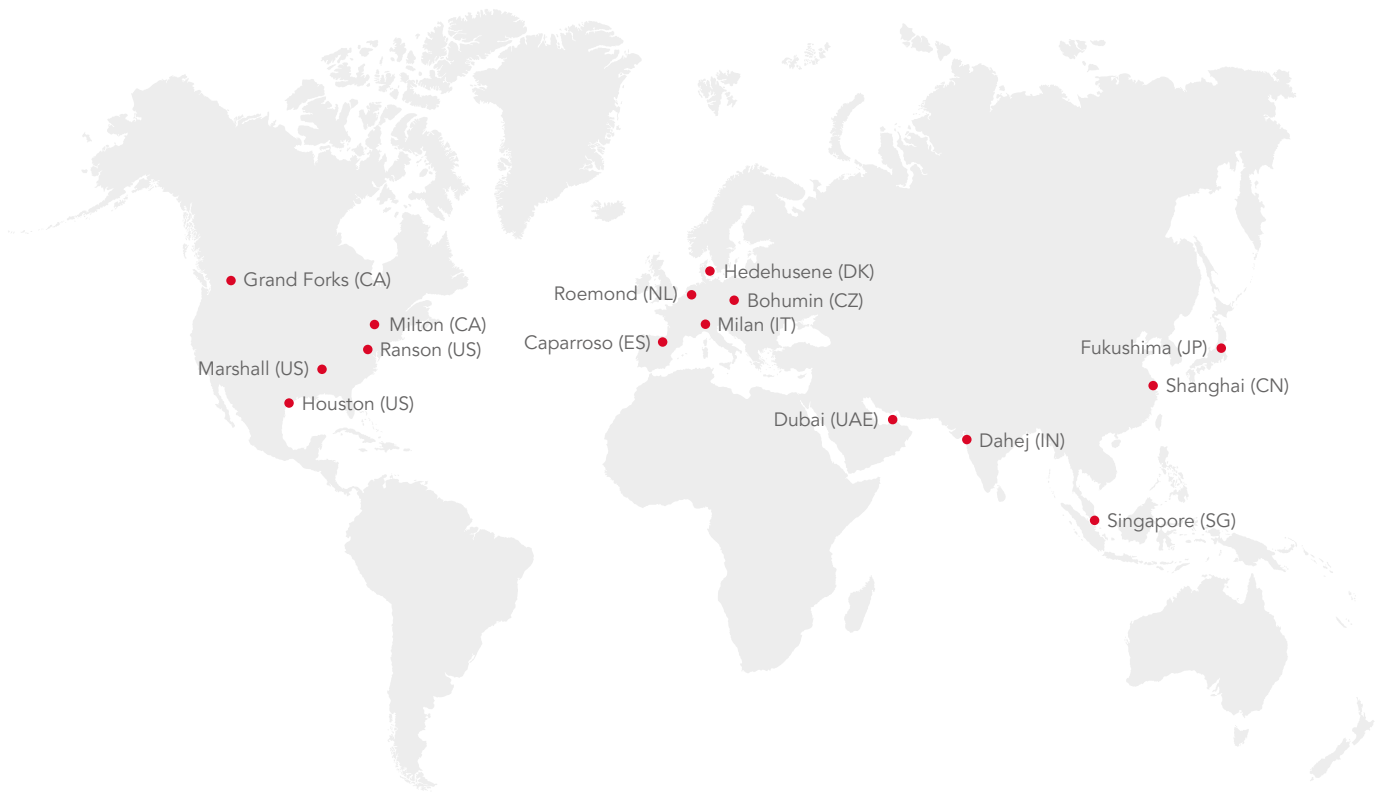 Hedehusene (DK)
Grand Forks (CA)
Roemond (NL)
Bohumin (CZ)
Milton (CA)
Milan (IT)
Caparroso (ES)
Ranson (US)
Fukushima (JP)
Marshall (US)
Shanghai (CN)
Houston (US)
Dubai (UAE)
Dahej (IN)
Singapore (SG)